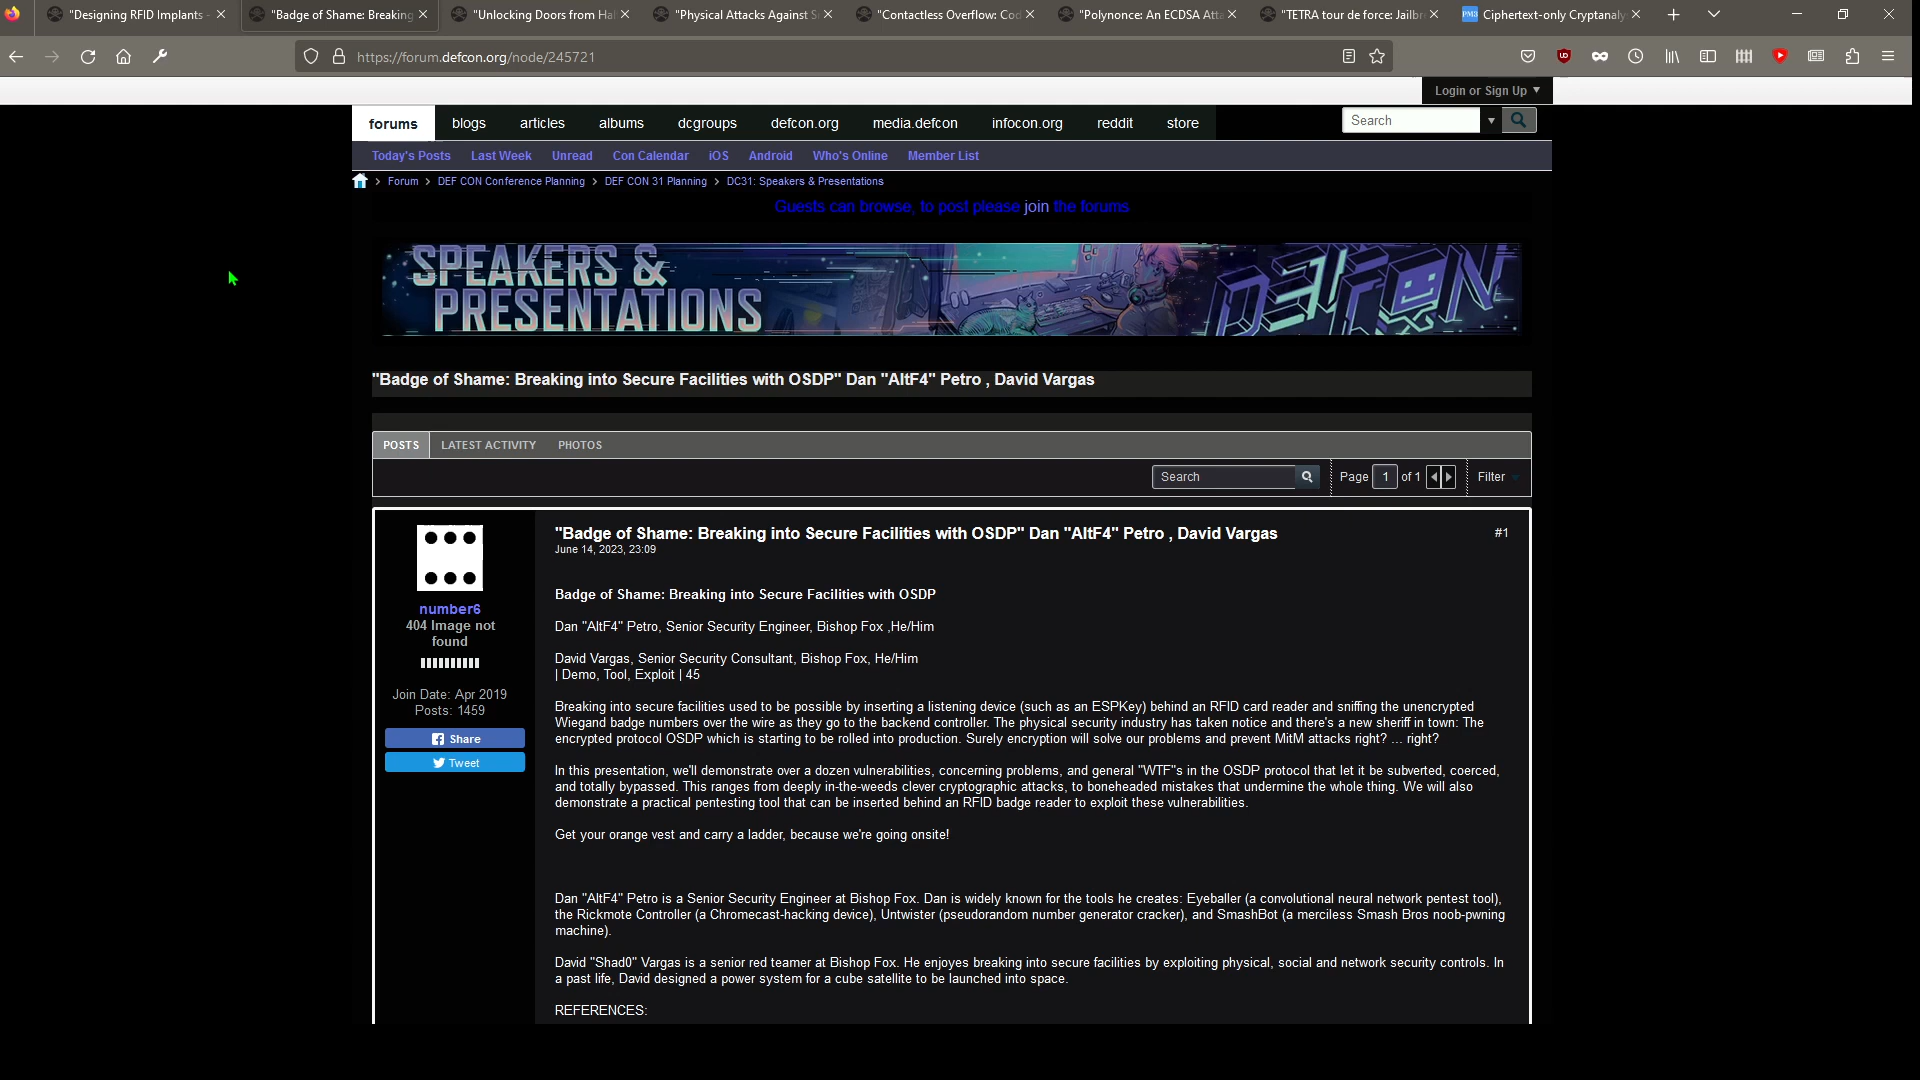 "Designing RFID Implants -
"Badge of Shame: Breaking
"Unlocking Doors from Hal
"Physical Attacks Against S
"Contactless Overflow: Cod
"Polynonce: An ECDSA Atta
"TETRA tour de force: Jailbr
PM3 Ciphertext-only Cryptanaly
https://forum.defcon.org/node/245721
Login or Sign Up
forums blogs articles albums dcgroups defcon.org media.defcon infocon.org reddit store
Search
Today's Posts Last Week Unread Con Calendar iOS Android Who's Online Member List
Forum > DEF CON Conference Planning > DEF CON 31 Planning > DC31: Speakers & Presentations
Guests can browse, to post please join the forums
SPEAKERS &
PRESENTATIONS
DEFCON
"Badge of Shame: Breaking into Secure Facilities with OSDP" Dan "AltF4" Petro , David Vargas
POSTS LATEST ACTIVITY PHOTOS
Search
Page 1 of 1
Filter
number6
404 Image not
found
Join Date: Apr 2019
Posts: 1459
Share
Tweet
"Badge of Shame: Breaking into Secure Facilities with OSDP" Dan "AltF4" Petro , David Vargas
#1
June 14, 2023, 23:09
Badge of Shame: Breaking into Secure Facilities with OSDP
Dan "AltF4" Petro, Senior Security Engineer, Bishop Fox ,He/Him
David Vargas, Senior Security Consultant, Bishop Fox, He/Him
| Demo, Tool, Exploit | 45
Breaking into secure facilities used to be possible by inserting a listening device (such as an ESPKey) behind an RFID card reader and sniffing the unencrypted
Wiegand badge numbers over the wire as they go to the backend controller. The physical security industry has taken notice and there's a new sheriff in town: The
encrypted protocol OSDP which is starting to be rolled into production. Surely encryption will solve our problems and prevent MitM attacks right? ... right?
In this presentation, we'll demonstrate over a dozen vulnerabilities, concerning problems, and general "WTF"s in the OSDP protocol that let it be subverted, coerced,
and totally bypassed. This ranges from deeply in-the-weeds clever cryptographic attacks, to boneheaded mistakes that undermine the whole thing. We will also
demonstrate a practical pentesting tool that can be inserted behind an RFID badge reader to exploit these vulnerabilities.
Get your orange vest and carry a ladder, because we're going onsite!
Dan "AltF4" Petro is a Senior Security Engineer at Bishop Fox. Dan is widely known for the tools he creates: Eyeballer (a convolutional neural network pentest tool),
the Rickmote Controller (a Chromecast-hacking device), Untwister (pseudorandom number generator cracker), and SmashBot (a merciless Smash Bros noob-pwning
machine).
David "Shad0" Vargas is a senior red teamer at Bishop Fox. He enjoyes breaking into secure facilities by exploiting physical, social and network security controls. In
a past life, David designed a power system for a cube satellite to be launched into space.
REFERENCES: